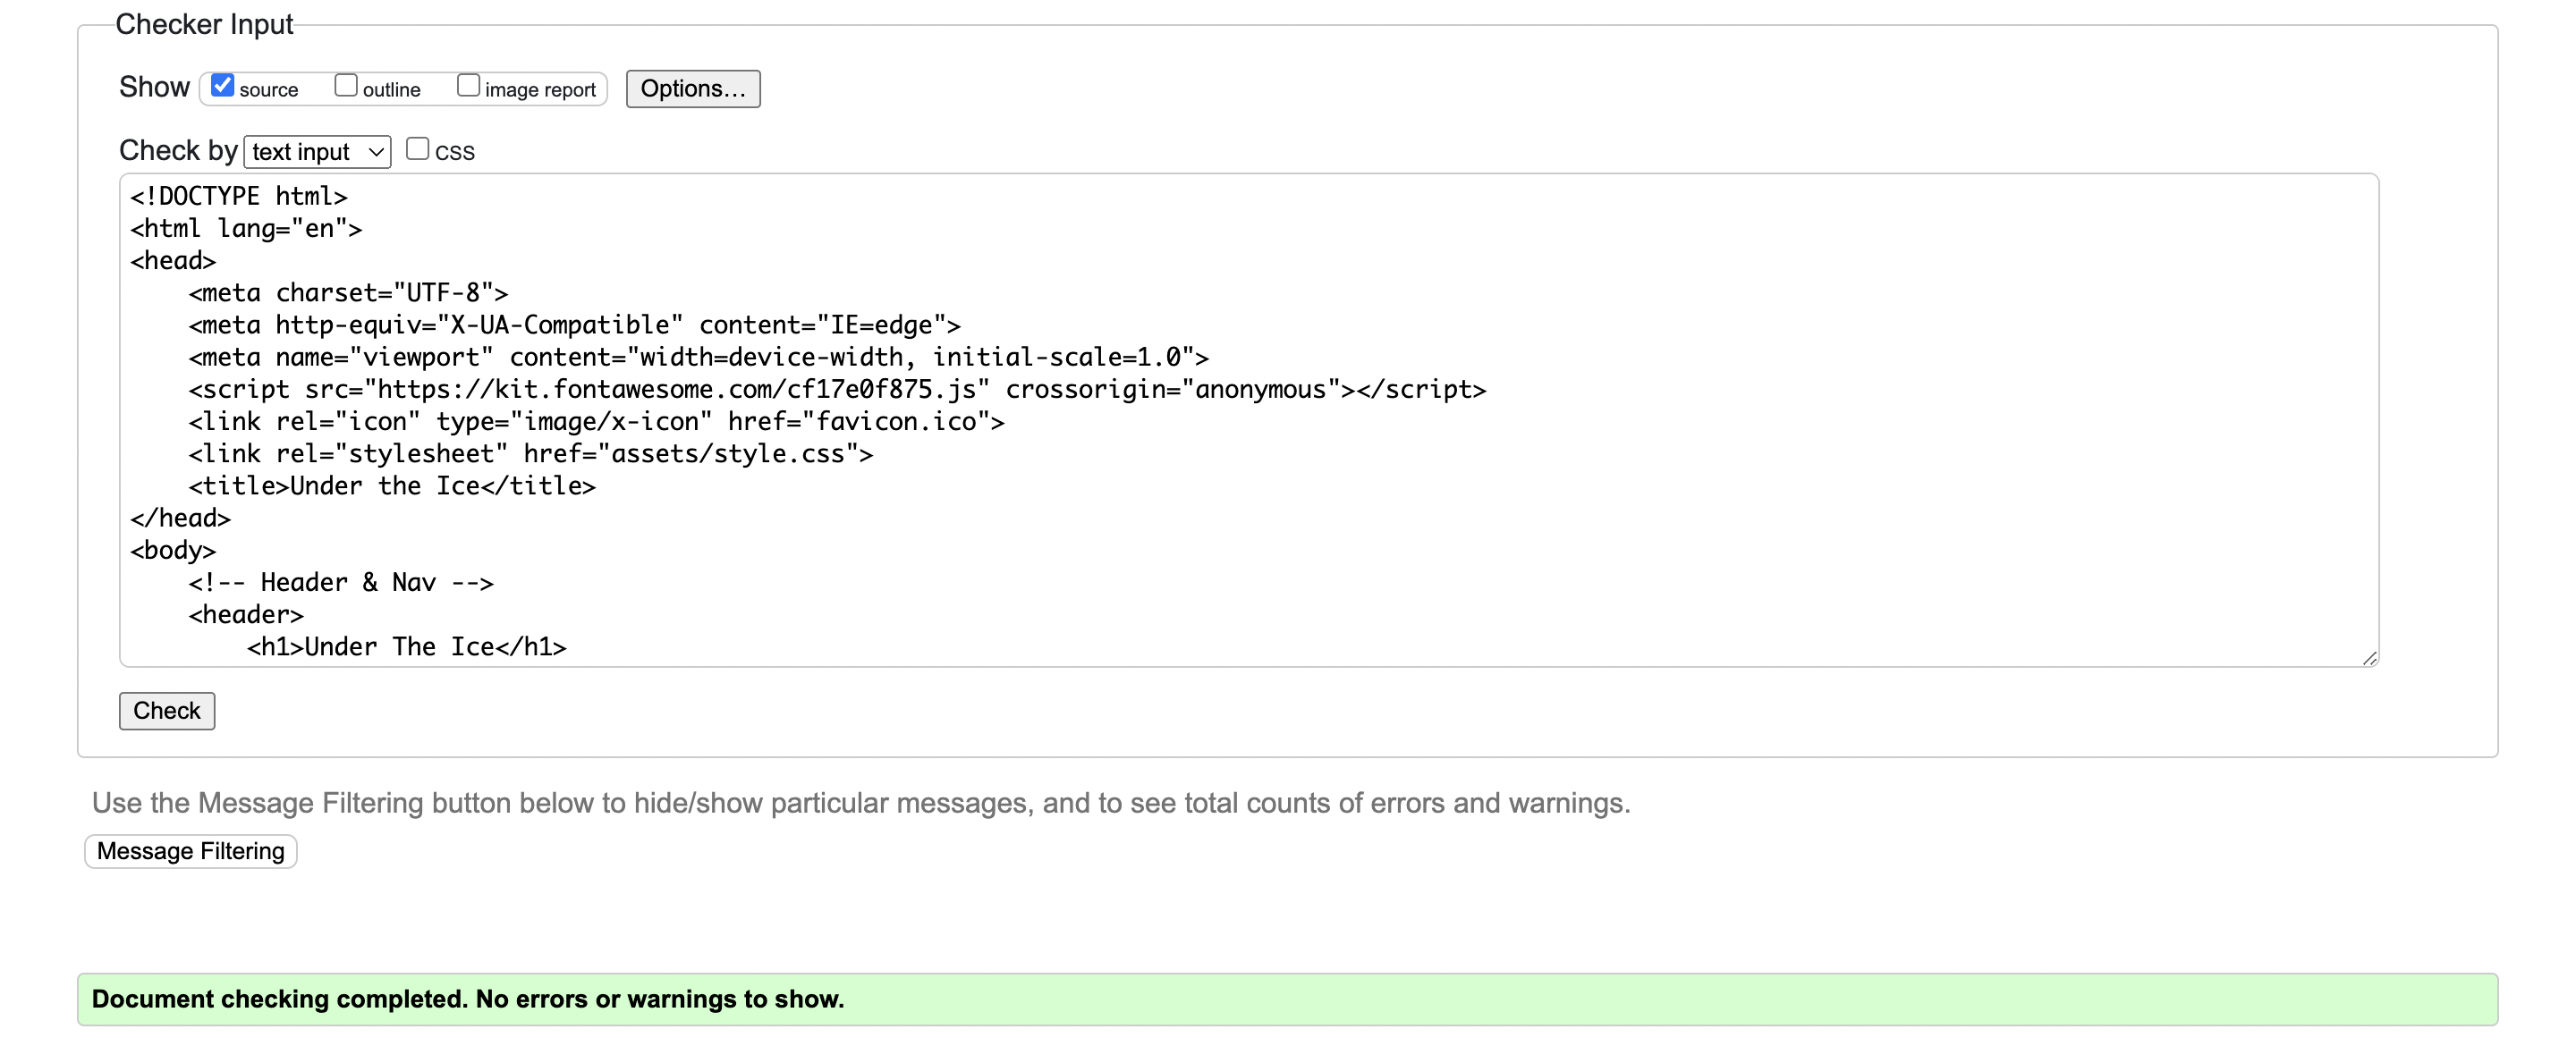 Checker Input
Show source outline image report Options...
Check by text input CSS
<!DOCTYPE html>
<html lang="en">
<head>
    <meta charset="UTF-8">
    <meta http-equiv="X-UA-Compatible" content="IE=edge">
    <meta name="viewport" content="width=device-width, initial-scale=1.0">
    <script src="https://kit.fontawesome.com/cf17e0f875.js" crossorigin="anonymous"></script>
    <link rel="icon" type="image/x-icon" href="favicon.ico">
    <link rel="stylesheet" href="assets/style.css">
    <title>Under the Ice</title>
</head>
<body>
    <!-- Header & Nav -->
    <header>
        <h1>Under The Ice</h1>
Check
Use the Message Filtering button below to hide/show particular messages, and to see total counts of errors and warnings.
Message Filtering
Document checking completed. No errors or warnings to show.